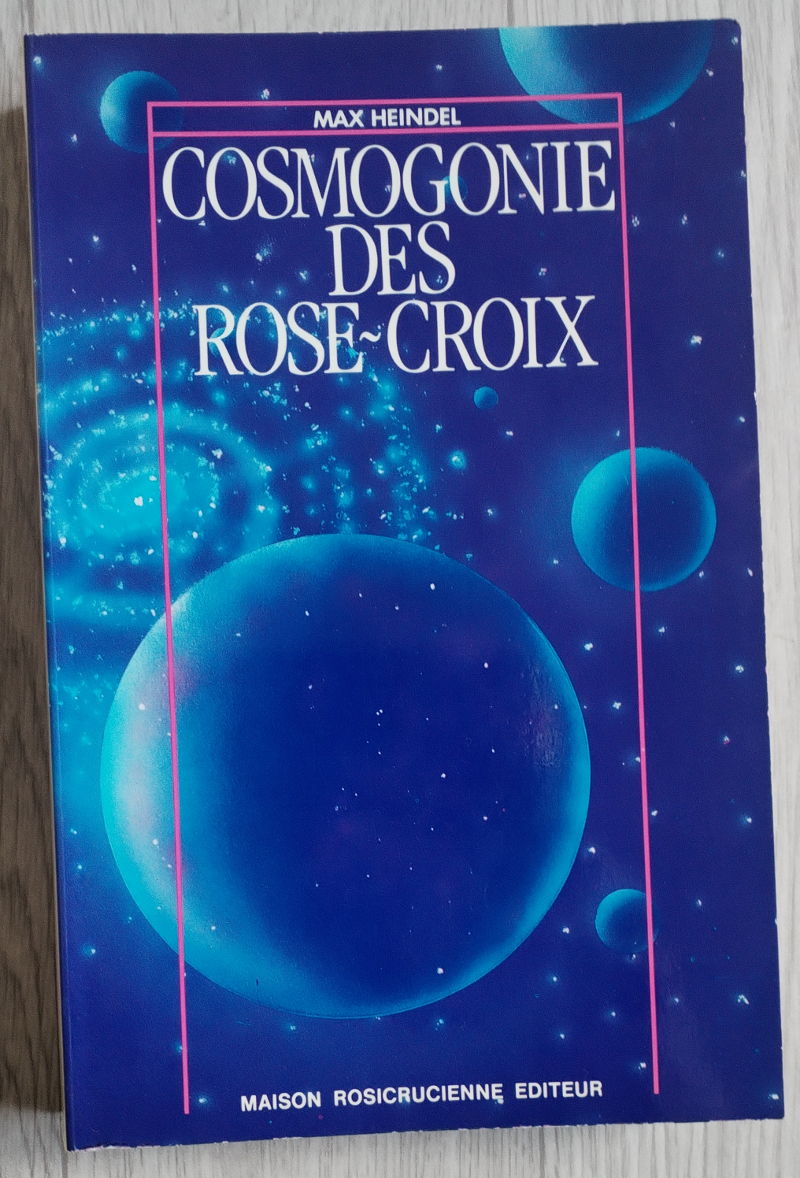 MAX HEINDEL
COSMOGONIE
DES
ROSE~CROIX
MAISON ROSICRUCIENNE EDITEUR